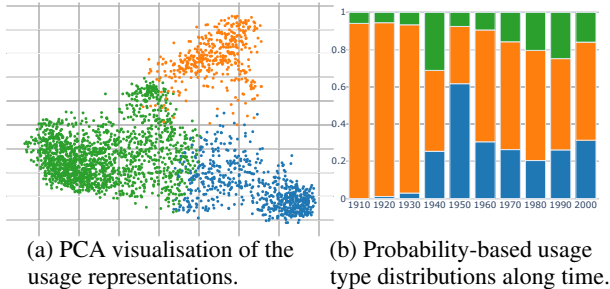 1
0.8
0.6
0.4
0.2
0
1910 1920 1930 1940 1950 1960 1970 1980 1990 2000
(a) PCA visualisation of the
usage representations.
(b) Probability-based usage
type distributions along time.